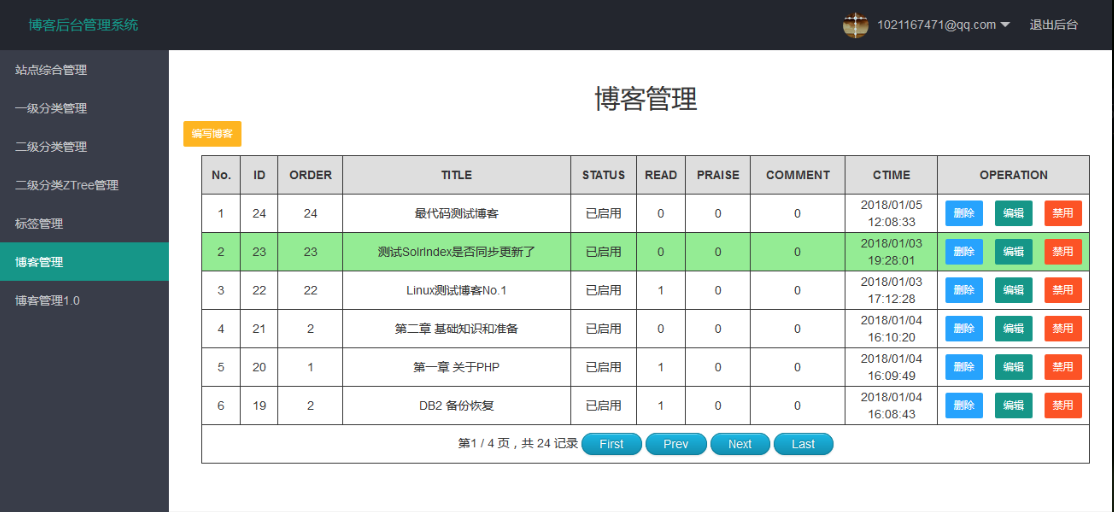 博客后台管理系统 1021167471@qq.com 退出后台
站点综合管理
一级分类管理
二级分类管理
二级分类ZTree管理
标签管理
博客管理
博客管理1.0
博客管理
编写博客
No. ID ORDER TITLE STATUS READ PRAISE COMMENT CTIME OPERATION
1 24 24 最代码测试博客 已启用 0 0 0 2018/01/05 12:08:33 删除 编辑 禁用
2 23 23 测试SolrIndex是否同步更新了 已启用 0 0 0 2018/01/03 19:28:01 删除 编辑 禁用
3 22 22 Linux测试博客No.1 已启用 1 0 0 2018/01/03 17:12:28 删除 编辑 禁用
4 21 2 第二章 基础知识和准备 已启用 0 0 0 2018/01/04 16:10:20 删除 编辑 禁用
5 20 1 第一章 关于PHP 已启用 1 0 0 2018/01/04 16:09:49 删除 编辑 禁用
6 19 2 DB2 备份恢复 已启用 1 0 0 2018/01/04 16:08:43 删除 编辑 禁用
第1 / 4 页，共 24 记录 First Prev Next Last